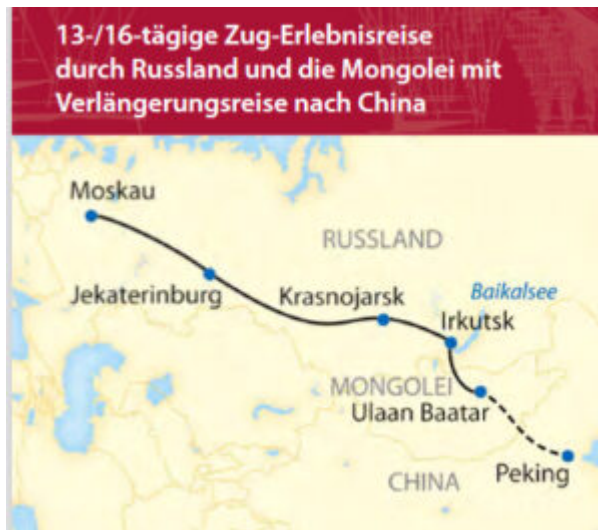 13-/16-tägige Zug-Erlebnisreise
durch Russland und die Mongolei mit
Verlängerungsreise nach China
Moskau
RUSSLAND
Jekaterinburg
Krasnojarsk
Baikalsee
Irkutsk
MONGOLEI
Ulaan Baatar
Peking
CHINA